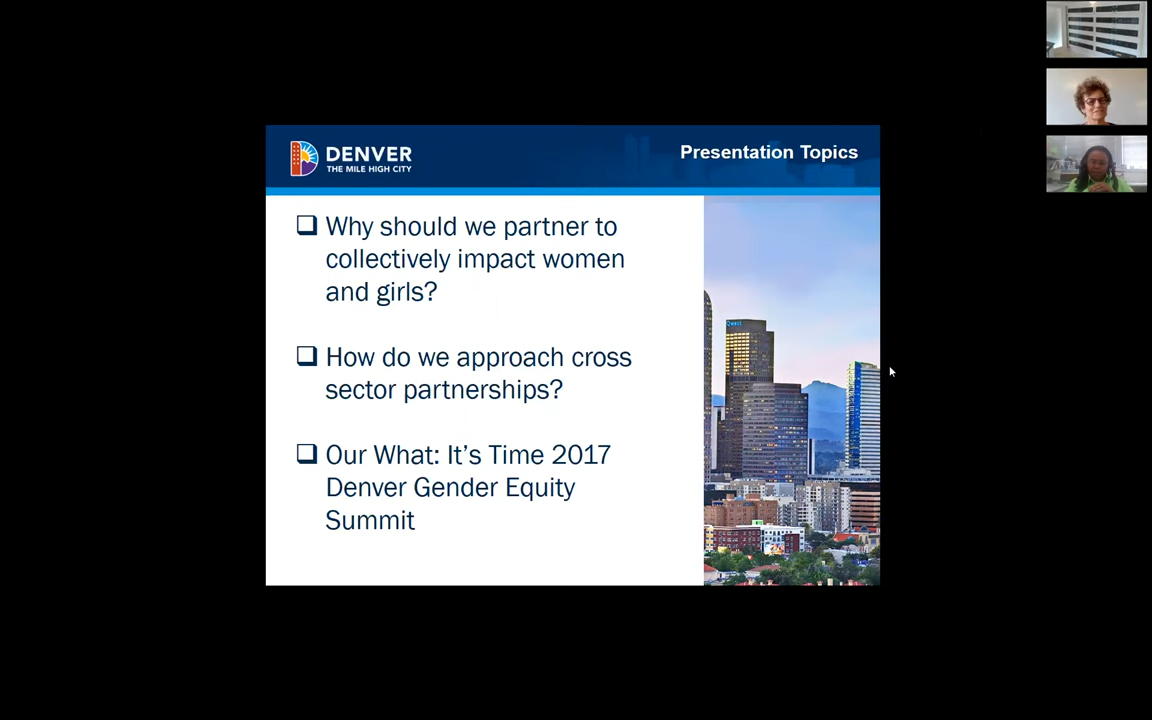 DENVER
THE MILE HIGH CITY
Presentation Topics
Why should we partner to
collectively impact women
and girls?
How do we approach cross
sector partnerships?
Our What: It's Time 2017
Denver Gender Equity
Summit
Qwest